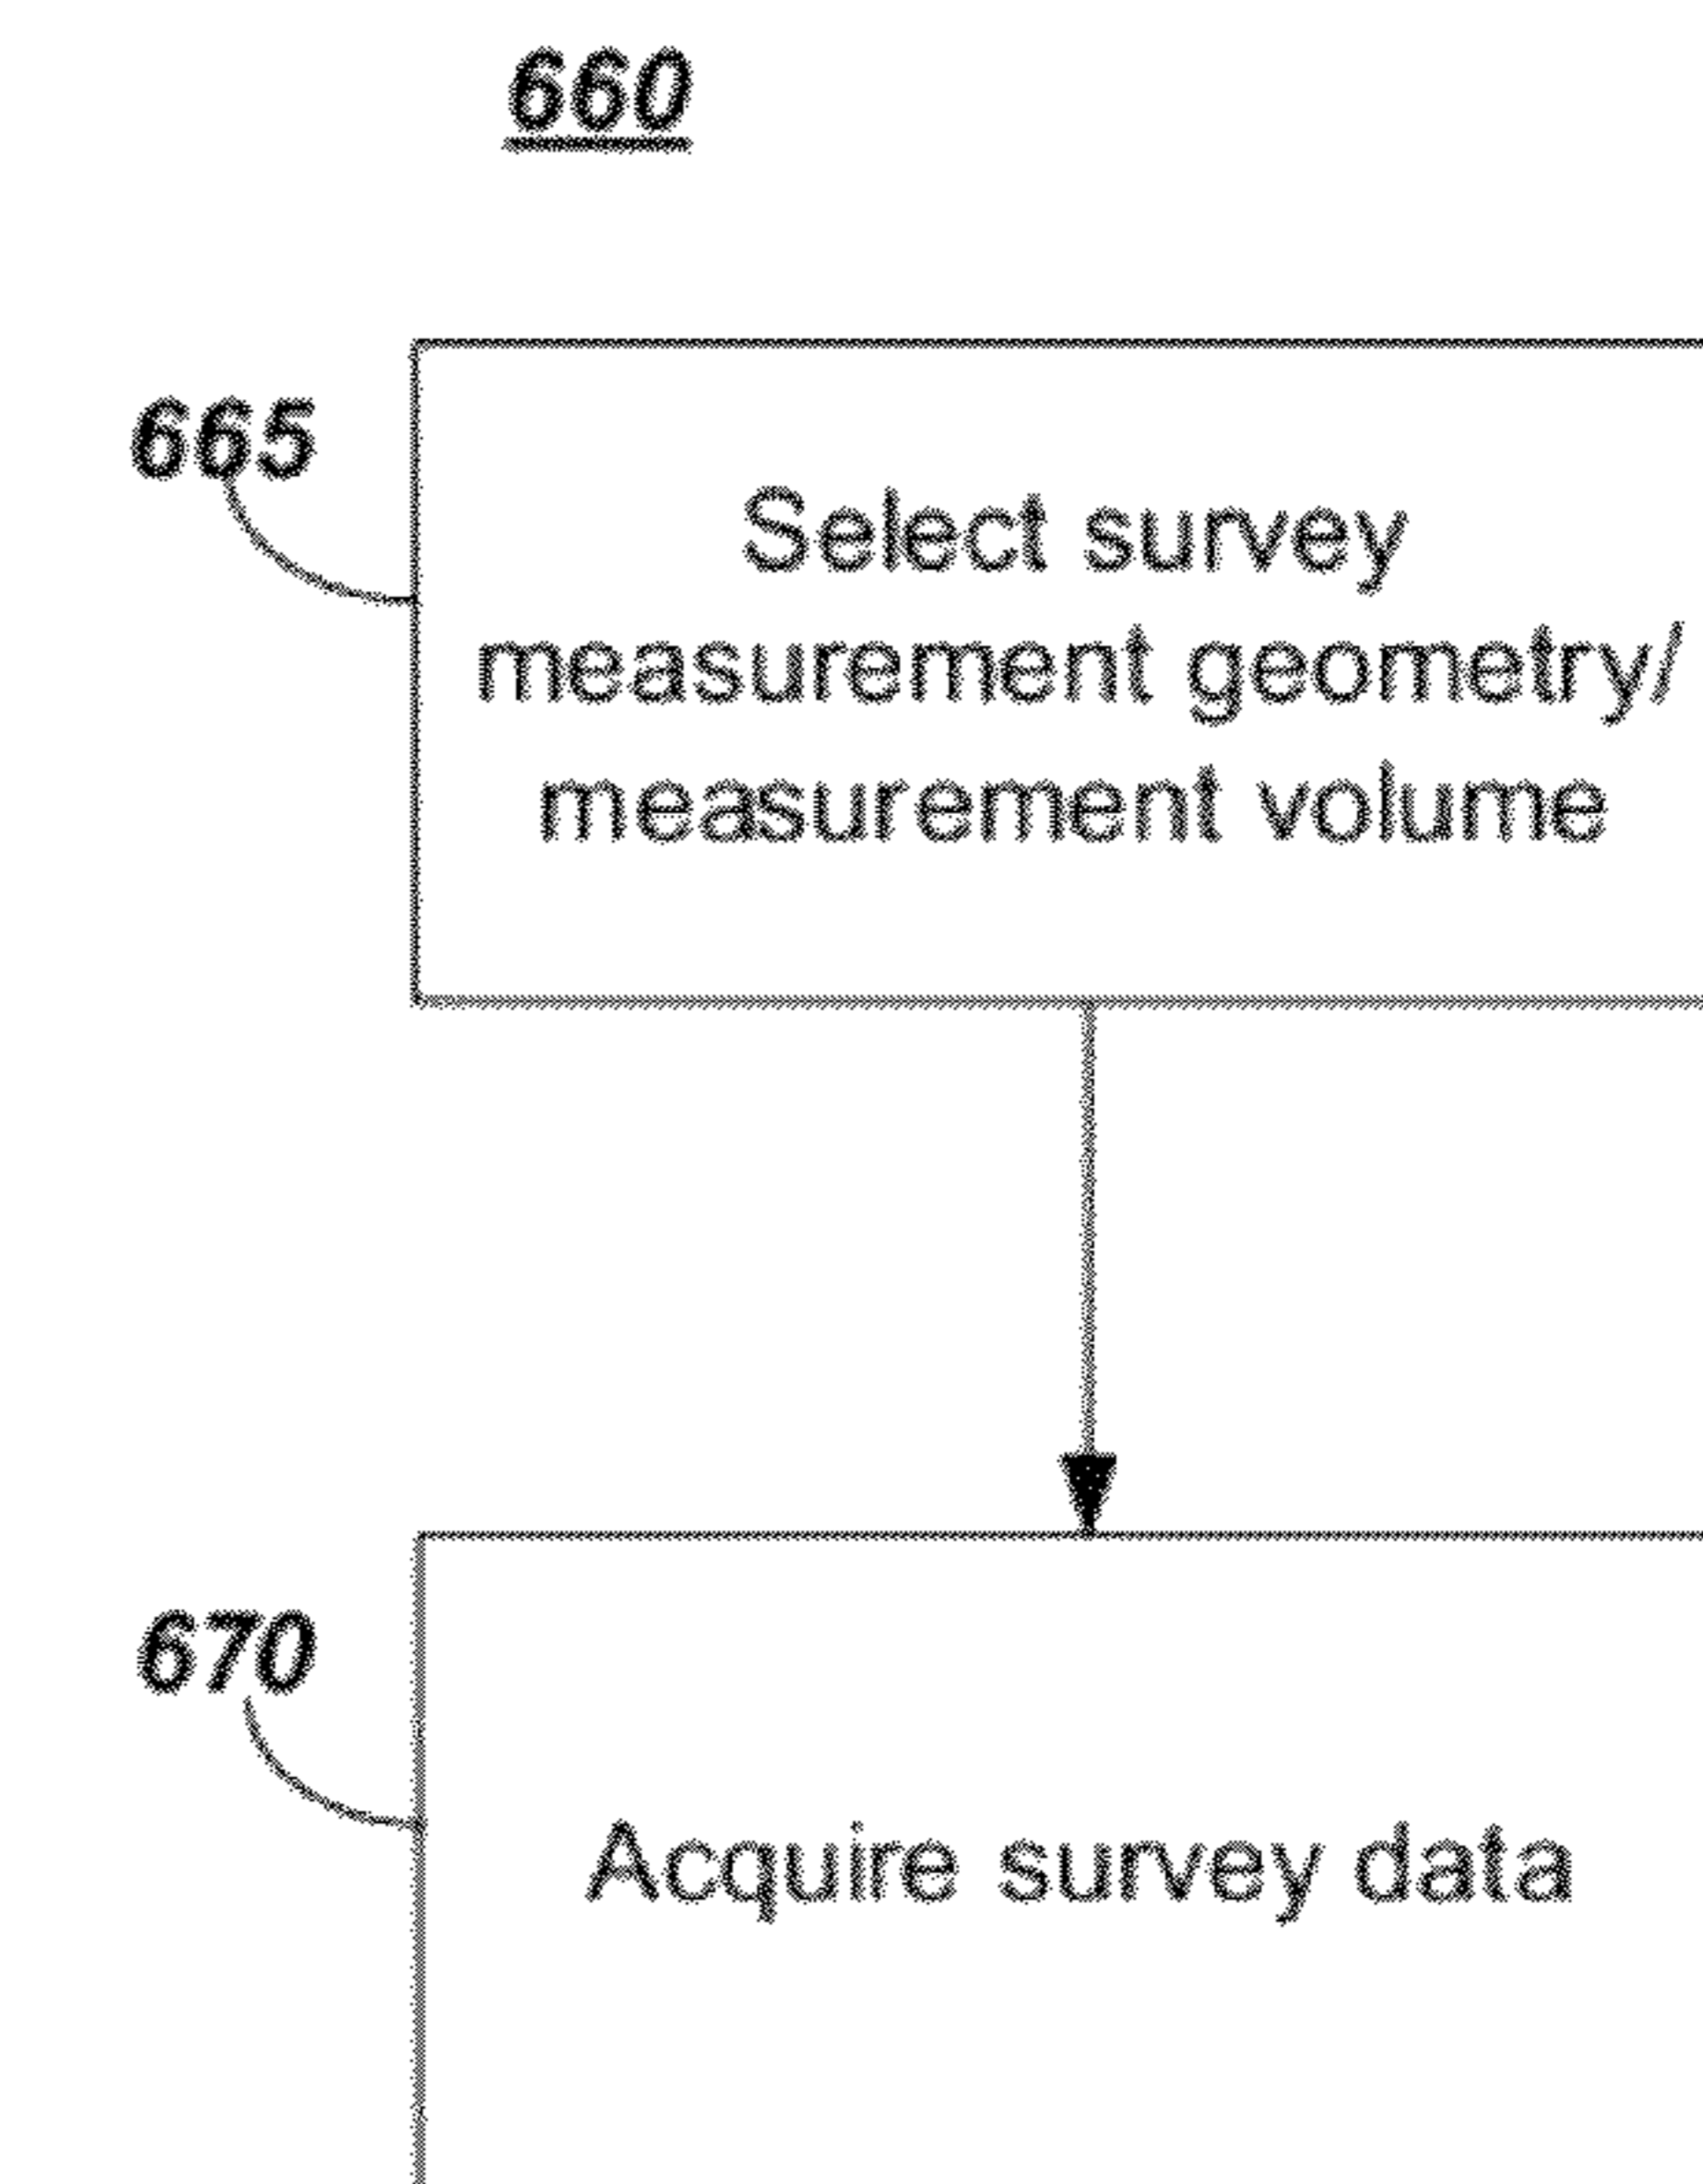 660
665
Select survey
measurement geometry/
measurement volume
670
Acquire survey data